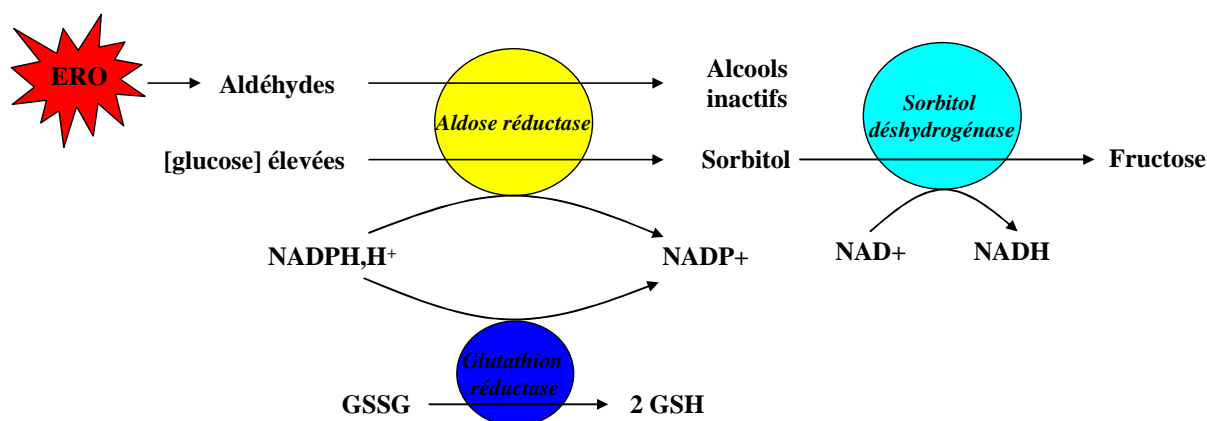 ERO
Aldéhydes
Aldose réductase
Alcools
inactifs
Sorbitol
déshydrogénase
[glucose] élevées
Sorbitol
Fructose
NADPH,H⁺
NADP+
NAD+
NADH
Glutathion
réductase
GSSG
2 GSH